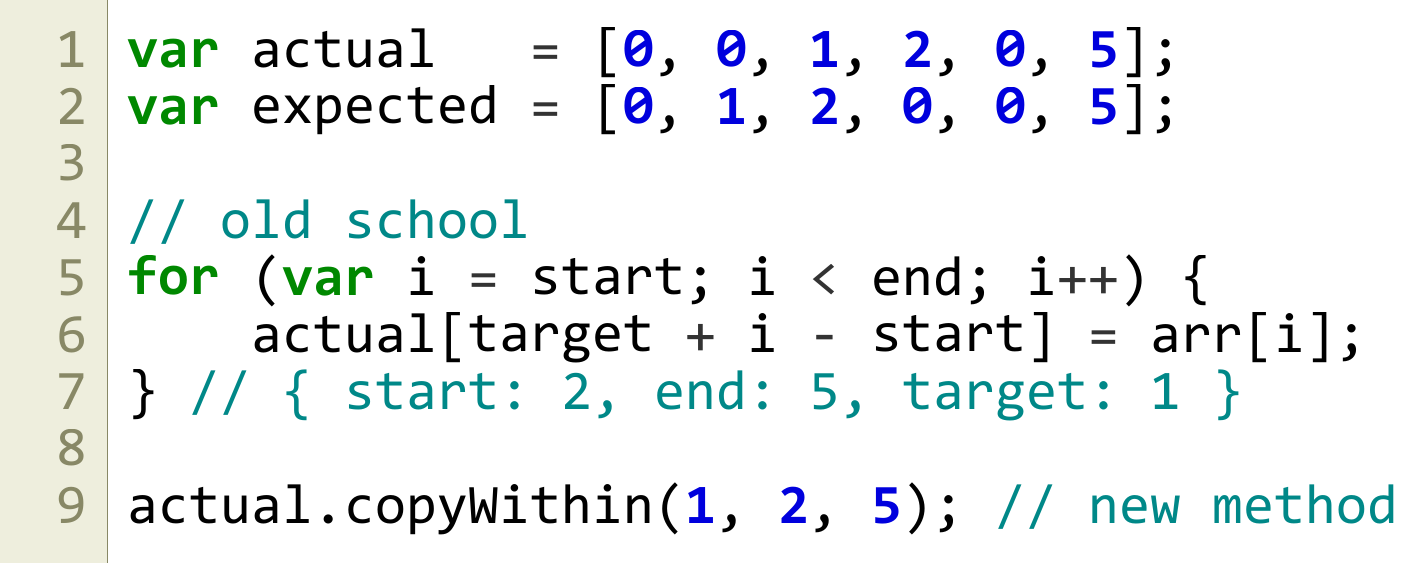 1 var actual   = [0, 0, 1, 2, 0, 5];
2 var expected = [0, 1, 2, 0, 0, 5];
3
4 // old school
5 for (var i = start; i < end; i++) {
6     actual[target + i - start] = arr[i];
7 } // { start: 2, end: 5, target: 1 }
8
9 actual.copyWithin(1, 2, 5); // new method